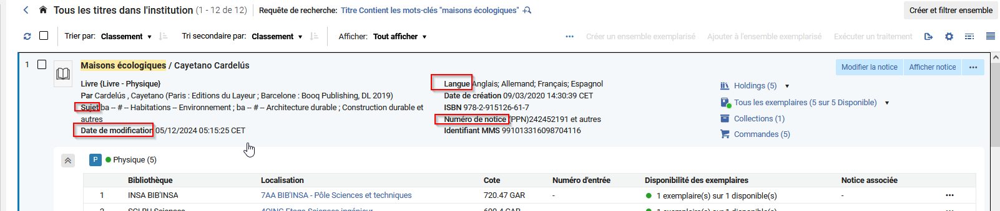 Tous les titres dans l'institution (1 - 12 de 12) Requête de recherche: Titre Contient les mots-clés "maisons écologiques" Créer et filtrer ensemble
Trier par: Classement Tri secondaire par: Classement Afficher: Tout afficher ... Créer un ensemble exemplarisé Ajouter à l'ensemble exemplarisé Exécuter un traitement
1 Maisons écologiques / Cayetano Cardelús Modifier la notice Afficher notice ...
Livre {Livre - Physique} Langue Anglais; Allemand; Français; Espagnol Holdings (5)
Par Cardelús , Cayetano (Paris : Editions du Layeur ; Barcelone : Booq Publishing, DL 2019) Date de création 09/03/2020 14:30:39 CET
Sujet ba -- # -- Habitations -- Environnement ; ba -- # -- Architecture durable ; Construction durable et ISBN 978-2-915126-61-7 Tous les exemplaires (5 sur 5 Disponible)
autres Numéro de notice (PPN)242452191 et autres Collections (1)
Date de modification 05/12/2024 05:15:25 CET Identifiant MMS 991013316098704116 Commandes (5)
P Physique (5)
Bibliothèque Localisation Cote Numéro d'entrée Disponibilité des exemplaires Notice associée
1 INSA BIB'INSA 7AA BIB'INSA - Pôle Sciences et techniques 720.47 GAR - 1 exemplaire(s) sur 1 disponible(s) - ...